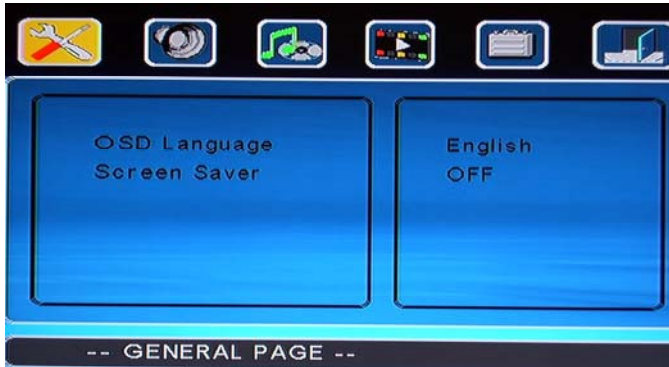 OSD Language
English
Screen Saver
OFF
-- GENERAL PAGE --